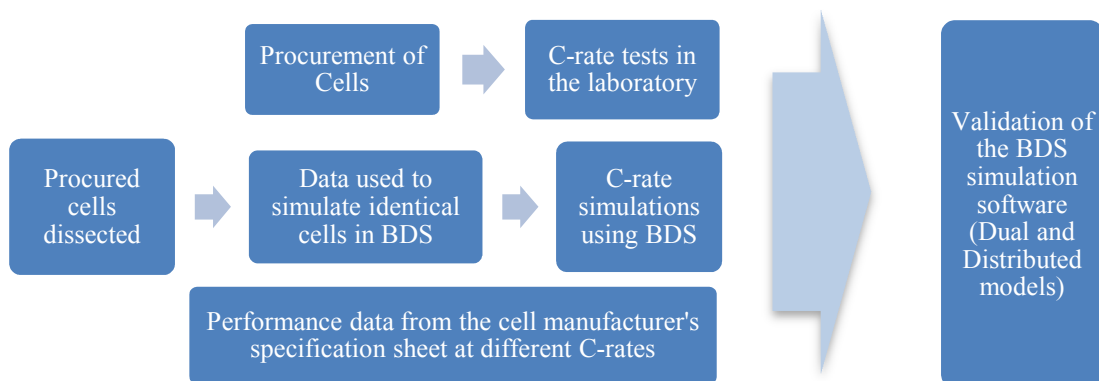 Procurement of
Cells
C-rate tests in
the laboratory
Procured
cells
dissected
Data used to
simulate identical
cells in BDS
C-rate
simulations
using BDS
Performance data from the cell manufacturer's
specification sheet at different C-rates
Validation of
the BDS
simulation
software
(Dual and
Distributed
models)